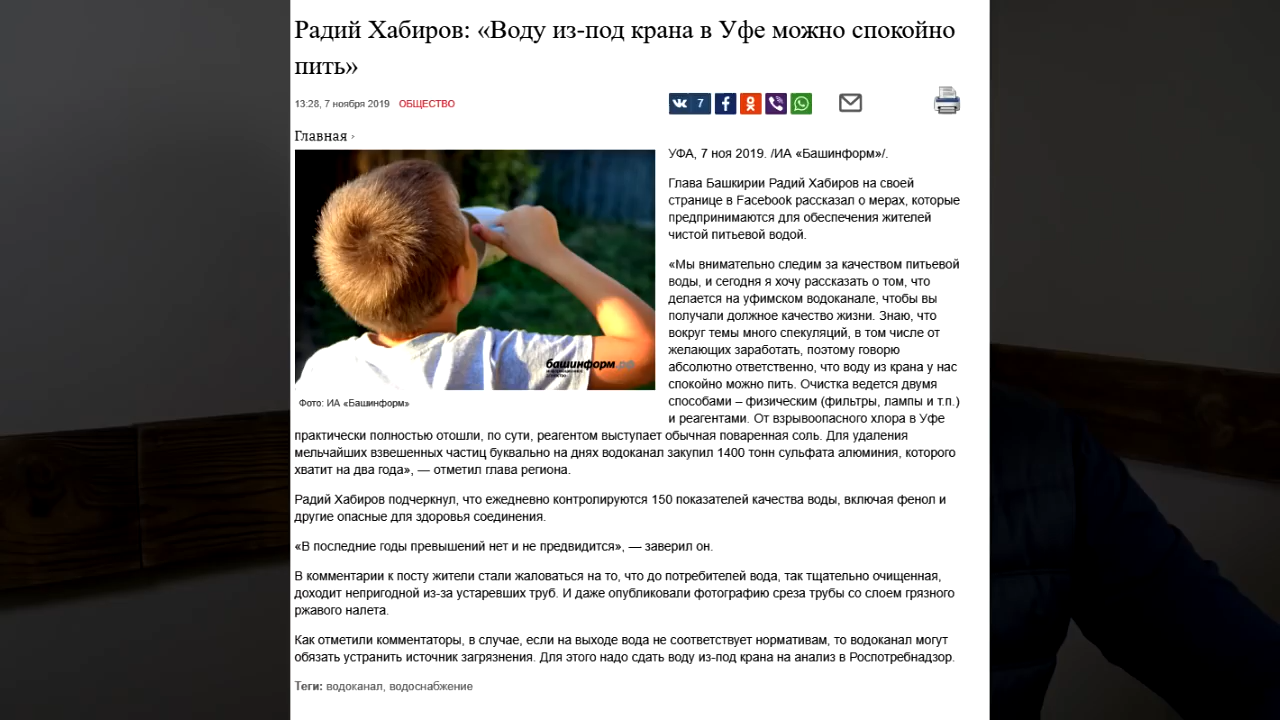 Радий Хабиров: «Воду из-под крана в Уфе можно спокойно
пить»
13:28, 7 ноября 2019 ОБЩЕСТВО
7
Главная ›
УФА, 7 ноя 2019. /ИА «Башинформ»/.
Глава Башкирии Радий Хабиров на своей
странице в Facebook рассказал о мерах, которые
предпринимаются для обеспечения жителей
чистой питьевой водой.
«Мы внимательно следим за качеством питьевой
воды, и сегодня я хочу рассказать о том, что
делается на уфимском водоканале, чтобы вы
получали должное качество жизни. Знаю, что
вокруг темы много спекуляций, в том числе от
желающих заработать, поэтому говорю
абсолютно ответственно, что воду из крана у нас
спокойно можно пить. Очистка ведется двумя
способами – физическим (фильтры, лампы и т.п.)
и реагентами. От взрывоопасного хлора в Уфе
башинформ.рф
Фото: ИА «Башинформ»
практически полностью отошли, по сути, реагентом выступает обычная поваренная соль. Для удаления
мельчайших взвешенных частиц буквально на днях водоканал закупил 1400 тонн сульфата алюминия, которого
хватит на два года», — отметил глава региона.
Радий Хабиров подчеркнул, что ежедневно контролируются 150 показателей качества воды, включая фенол и
другие опасные для здоровья соединения.
«В последние годы превышений нет и не предвидится», — заверил он.
В комментарии к посту жители стали жаловаться на то, что до потребителей вода, так тщательно очищенная,
доходит непригодной из-за устаревших труб. И даже опубликовали фотографию среза трубы со слоем грязного
ржавого налета.
Как отметили комментаторы, в случае, если на выходе вода не соответствует нормативам, то водоканал могут
обязать устранить источник загрязнения. Для этого надо сдать воду из-под крана на анализ в Роспотребнадзор.
Теги: водоканал, водоснабжение